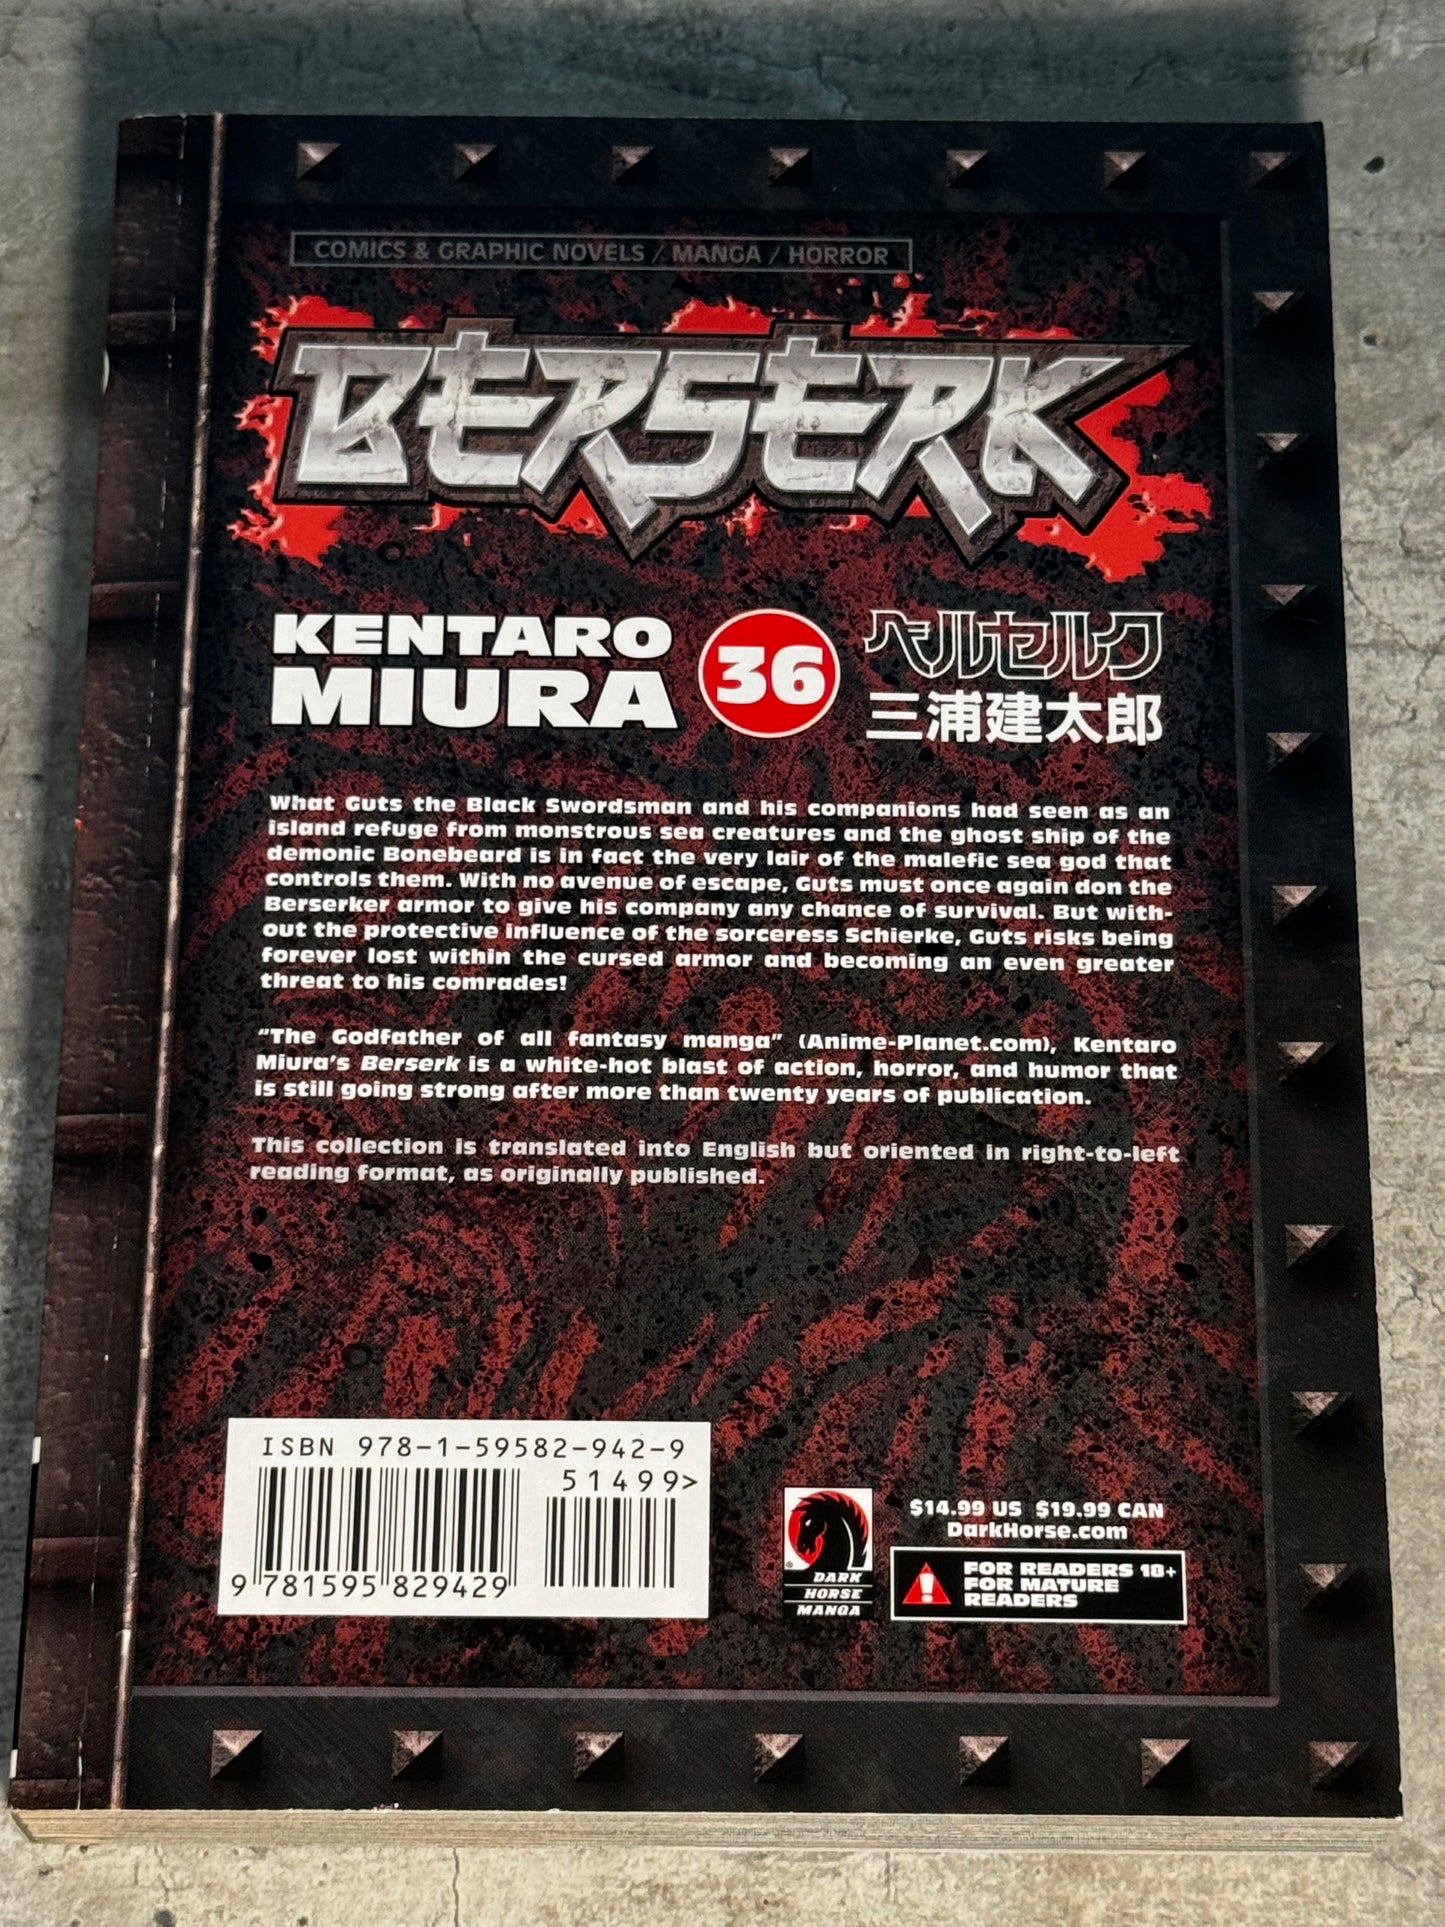 COMICS & GRAPHIC NOVELS / MANGA / HORROR
BERSERK
KENTARO
MIURA
36
ベルセルク
三浦建太郎
What Guts the Black Swordsman and his companions had seen as an
island refuge from monstrous sea creatures and the ghost ship of the
demonic Bonebeard is in fact the very lair of the malefic sea god that
controls them. With no avenue of escape, Guts must once again don the
Berserker armor to give his company any chance of survival. But with-
out the protective influence of the sorceress Schierke, Guts risks being
forever lost within the cursed armor and becoming an even greater
threat to his comrades!
"The Godfather of all fantasy manga" (Anime-Planet.com), Kentaro
Miura's Berserk is a white-hot blast of action, horror, and humor that
is still going strong after more than twenty years of publication.
This collection is translated into English but oriented in right-to-left
reading format, as originally published.
ISBN 978-1-59582-942-9
51499>
9 781595 829429
DARK
HORSE
MANGA
®
$14.99 US $19.99 CAN
DarkHorse.com
FOR READERS 18+
FOR MATURE
READERS